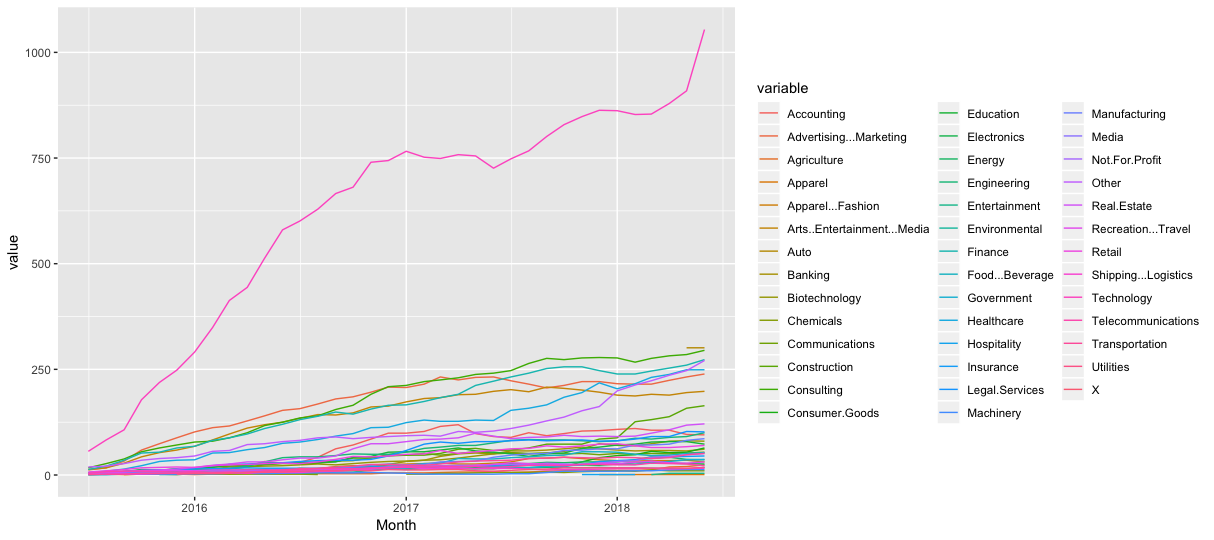 1000
750
500
250
0
value
2016
2017
2018
Month
variable
Accounting
Advertising...Marketing
Agriculture
Apparel
Apparel...Fashion
Arts..Entertainment...Media
Auto
Banking
Biotechnology
Chemicals
Communications
Construction
Consulting
Consumer.Goods
Education
Electronics
Energy
Engineering
Entertainment
Environmental
Finance
Food...Beverage
Government
Healthcare
Hospitality
Insurance
Legal.Services
Machinery
Manufacturing
Media
Not.For.Profit
Other
Real.Estate
Recreation...Travel
Retail
Shipping...Logistics
Technology
Telecommunications
Transportation
Utilities
X